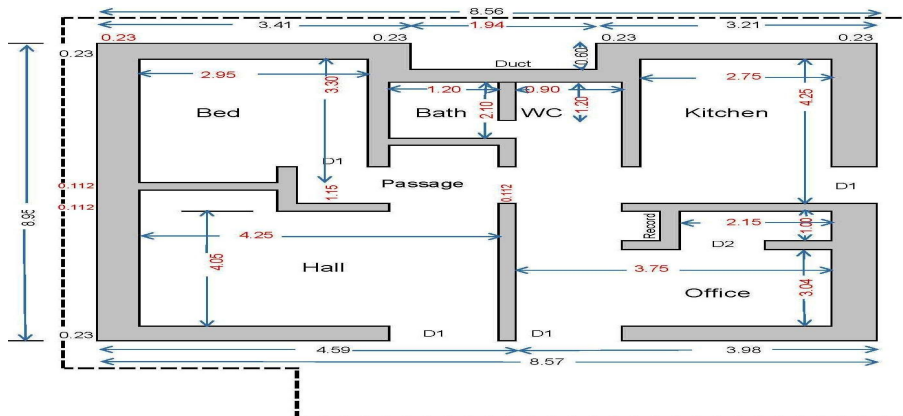 8.56
3.41
1.94
3.21
0.23
0.23
0.23
0.23
0.23
0.60
Duct
2.95
3.30
1.20
0.90
2.75
Bed
Bath
2.10
WC
1.20
Kitchen
4.25
D1
Passage
D1
0.112
1.15
0.112
0.112
8.95
Record
2.15
1.00
4.25
D2
4.05
Hall
3.75
3.04
Office
0.23
D1
D1
4.59
3.98
8.57